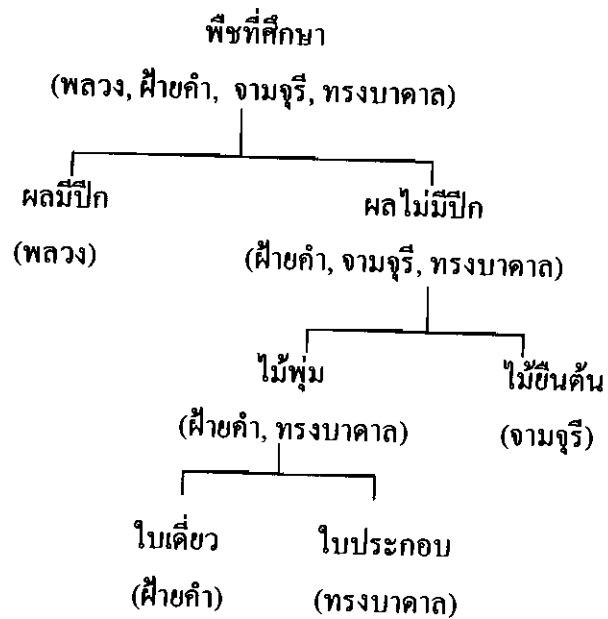 พืชที่ศึกษา
(พลวง, ฝ้ายคำ, จามจุรี, ทรงบาดาล)
ผลมีปีก
ผลไม่มีปีก
(พลวง)
(ฝ้ายคำ, จามจุรี, ทรงบาดาล)
ไม้พุ่ม
ไม้ยืนต้น
(ฝ้ายคำ, ทรงบาดาล)
(จามจุรี)
ใบเดี่ยว
ใบประกอบ
(ฝ้ายคำ)
(ทรงบาดาล)